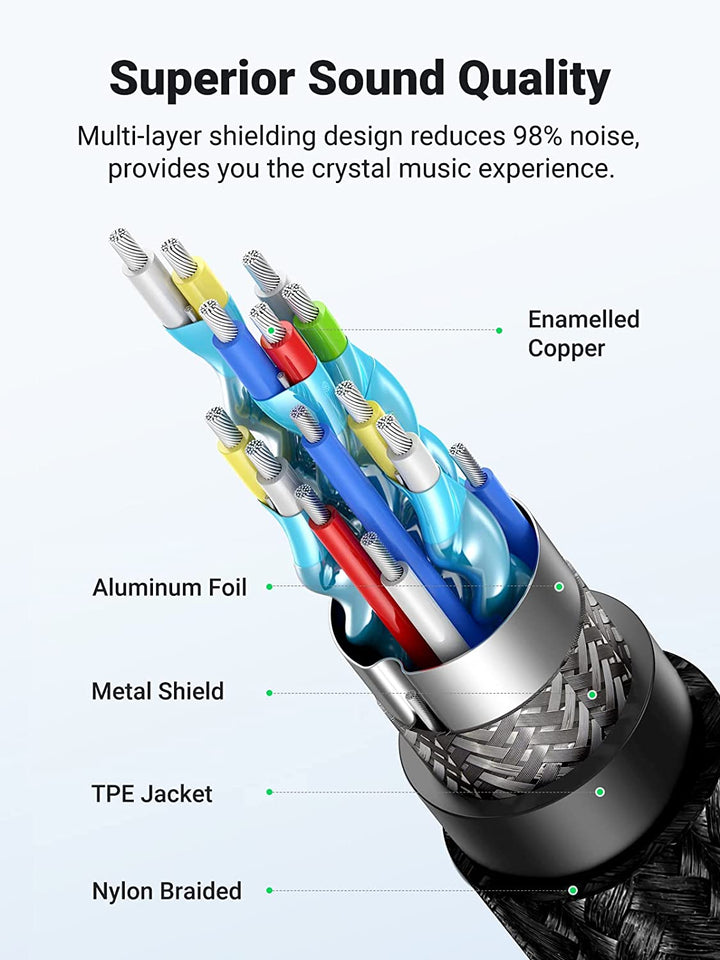 Superior Sound Quality
Multi-layer shielding design reduces 98% noise,
provides you the crystal music experience.
Enamelled
Copper
Aluminum Foil
Metal Shield
TPE Jacket
Nylon Braided